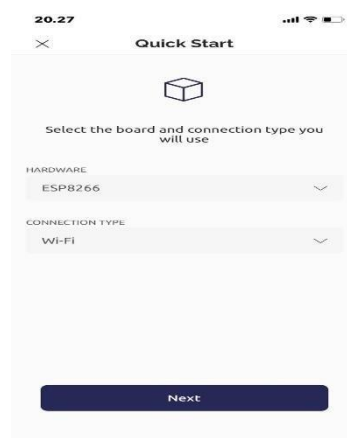 20.27
Quick Start
Select the board and connection type you
will use
HARDWARE
ESP8266
CONNECTION TYPE
Wi-Fi
Next